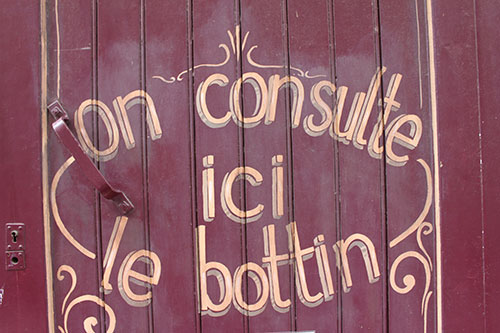 on consulte
ici
le bottin